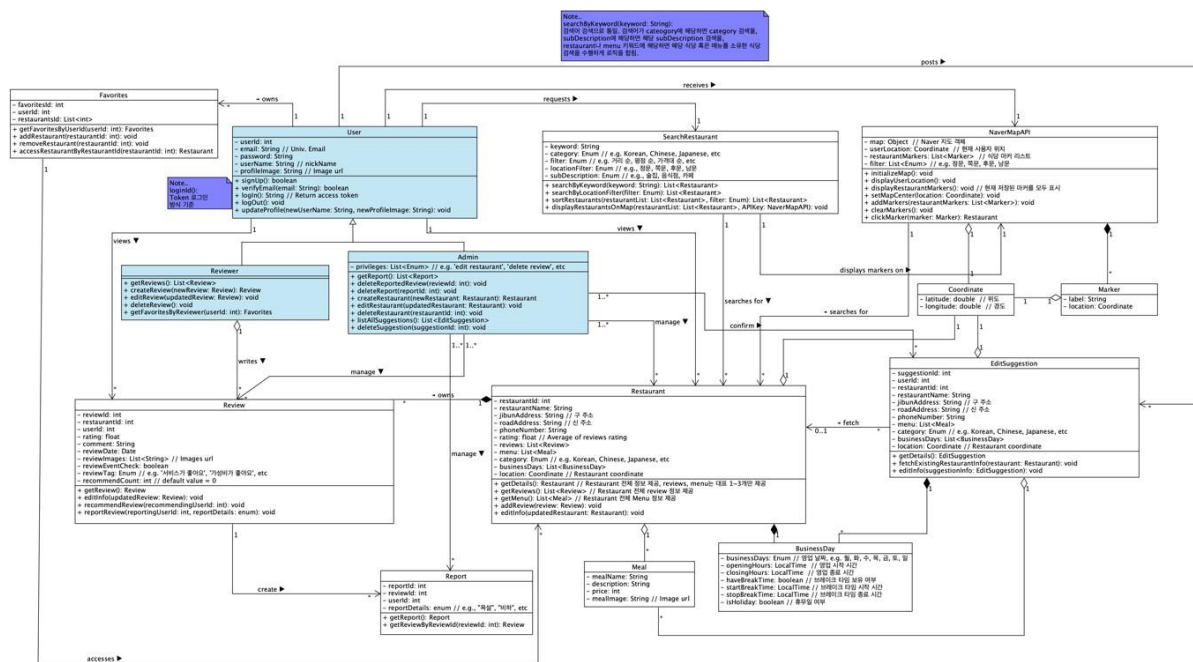 Note..
searchByKeyword(keyword: String):
검색어 검색으로 통일. 검색어가 cateogory에 해당하면 category 검색을,
subDescription에 해당하면 해당 subDescription 검색을,
restaurant나 menu 키워드에 해당하면 해당 식당 혹은 메뉴를 소유한 식당
검색을 수행하게 로직을 합침.
posts ▶
receives ▶
requests ▶
owns
Favorites
- favoritesId: int
- userId: int
- restaurantsId: List<int>
+ getFavoritesByUserId(userId: int): Favorites
+ addRestaurant(restaurantId: int): void
+ removeRestaurant(restaurantId: int): void
+ accessRestaurantByRestaurantId(restaurantId: int): Restaurant
User
- userId: int
- email: String // Univ. Email
- password: String
- userName: String // nickName
- profileImage: String // Image url
+ signUp(): boolean
+ verifyEmail(email: String): boolean
+ logIn(): String // Return access token
+ logOut(): void
+ updateProfile(newUserName: String, newProfileImage: String): void
Note..
loginId():
Token 로그인
방식 기준
SearchRestaurant
- keyword: String
- category: Enum // e.g. Korean, Chinese, Japanese, etc
- filter: Enum // e.g. 거리 순, 평점 순, 가격대 순, etc
- locationFilter: Enum // e.g., 정문, 쪽문, 후문, 남문
- subDescription: Enum // e.g., 술집, 음식점, 카페
+ searchByKeyword(keyword: String): List<Restaurant>
+ searchByLocationFilter(filter: Enum): List<Restaurant>
+ sortRestaurants(restaurantList: List<Restaurant>, filter: Enum): List<Restaurant>
+ displayRestaurantsOnMap(restaurantList: List<Restaurant>, APIKey: NaverMapAPI): void
NaverMapAPI
- map: Object // Naver 지도 객체
- userLocation: Coordinate // 현재 사용자 위치
- restaurantMarkers: List<Marker> // 식당 마커 리스트
- filter: Enum // e.g. 정문, 쪽문, 후문, 남문
+ initializeMap(): void
+ displayUserLocation(): void
+ displayRestaurantMarkers(): void // 현재 저장된 마커를 모두 표시
+ setMapCenter(location: Coordinate): void
+ addMarkers(restaurantMarkers: List<Marker>): void
+ clearMarkers(): void
+ clickMarker(marker: Marker): Restaurant
views ▼
views ▼
displays markers on ▶
searches for ▼
searches for
Reviewer
+ getReviews(): List<Review>
+ createReview(newReview: Review): Review
+ editReview(updatedReview: Review): void
+ deleteReview(): void
+ getFavoritesByReviewer(userId: int): Favorites
Admin
- privileges: List<Enum> // e.g. 'edit restaurant', 'delete review', etc
+ getReport(): List<Report>
+ deleteReportedReview(reviewId: int): void
+ deleteReport(reportId: int): void
+ createRestaurant(newRestaurant: Restaurant): Restaurant
+ editRestaurant(updatedRestaurant: Restaurant): void
+ deleteRestaurant(restaurantId: int): void
+ listAllSuggestions(): List<EditSuggestion>
+ deleteSuggestion(suggestionId: int): void
Coordinate
- latitude: double // 위도
- longitude: double // 경도
Marker
- label: String
- location: Coordinate
writes ▼
manage ▼
manage ▼
confirm ▶
manage ▼
owns
fetch
0..1
Review
- reviewId: int
- restaurantId: int
- userId: int
- rating: float
- comment: String
- reviewDate: Date
- reviewImages: List<String> // Images url
- reviewEventCheck: boolean
- reviewTag: Enum // e.g. "서비스가 좋아요", "가성비가 좋아요", etc
- recommendCount: int // default value = 0
+ getReview(): Review
+ editInfo(updatedReview: Review): void
+ recommendReview(recommendingUserId: int): void
+ reportReview(reportingUserId: int, reportDetails: enum): void
Restaurant
- restaurantId: int
- restaurantName: String
- jibunAddress: String // 구 주소
- roadAddress: String // 신 주소
- phoneNumber: String
- rating: float // Average of reviews rating
- reviews: List<Review>
- menu: List<Meal>
- category: Enum // e.g. Korean, Chinese, Japanese, etc
- businessDays: List<BusinessDay>
- location: Coordinate // Restaurant coordinate
+ getDetails(): Restaurant // Restaurant 전체 정보 제공, reviews, menu는 대표 1~3개만 제공
+ getReviews(): List<Review> // Restaurant 전체 review 정보 제공
+ getMenu(): List<Meal> // Restaurant 전체 Menu 정보 제공
+ addReview(review: Review): void
+ editInfo(updatedRestaurant: Restaurant): void
EditSuggestion
- suggestionId: int
- userId: int
- restaurantId: int
- restaurantName: String
- jibunAddress: String // 구 주소
- roadAddress: String // 신 주소
- phoneNumber: String
- menu: List<Meal>
- category: Enum // e.g. Korean, Chinese, Japanese, etc
- businessDays: List<BusinessDay>
- location: Coordinate // Restaurant coordinate
+ getDetails(): EditSuggestion
+ fetchExistingRestaurantInfo(restaurant: Restaurant): void
+ editInfo(suggestionInfo: EditSuggestion): void
BusinessDay
- businessDays: Enum // 영업 날짜, e.g. 월, 화, 수, 목, 금, 토, 일
- openingHours: LocalTime // 영업 시작 시간
- closingHours: LocalTime // 영업 종료 시간
- haveBreakTime: boolean // 브레이크 타임 보유 여부
- startBreakTime: LocalTime // 브레이크 타임 시작 시간
- stopBreakTime: LocalTime // 브레이크 타임 종료 시간
- isHoliday: boolean // 휴무일 여부
Meal
- mealName: String
- description: String
- price: int
- mealImage: String // Image url
Report
- reportId: int
- reviewId: int
- userId: int
- reportDetails: enum // e.g., "욕설", "비하", etc
+ getReport(): Report
+ getReviewByReviewId(reviewId: int): Review
create ▶
accesses ▶